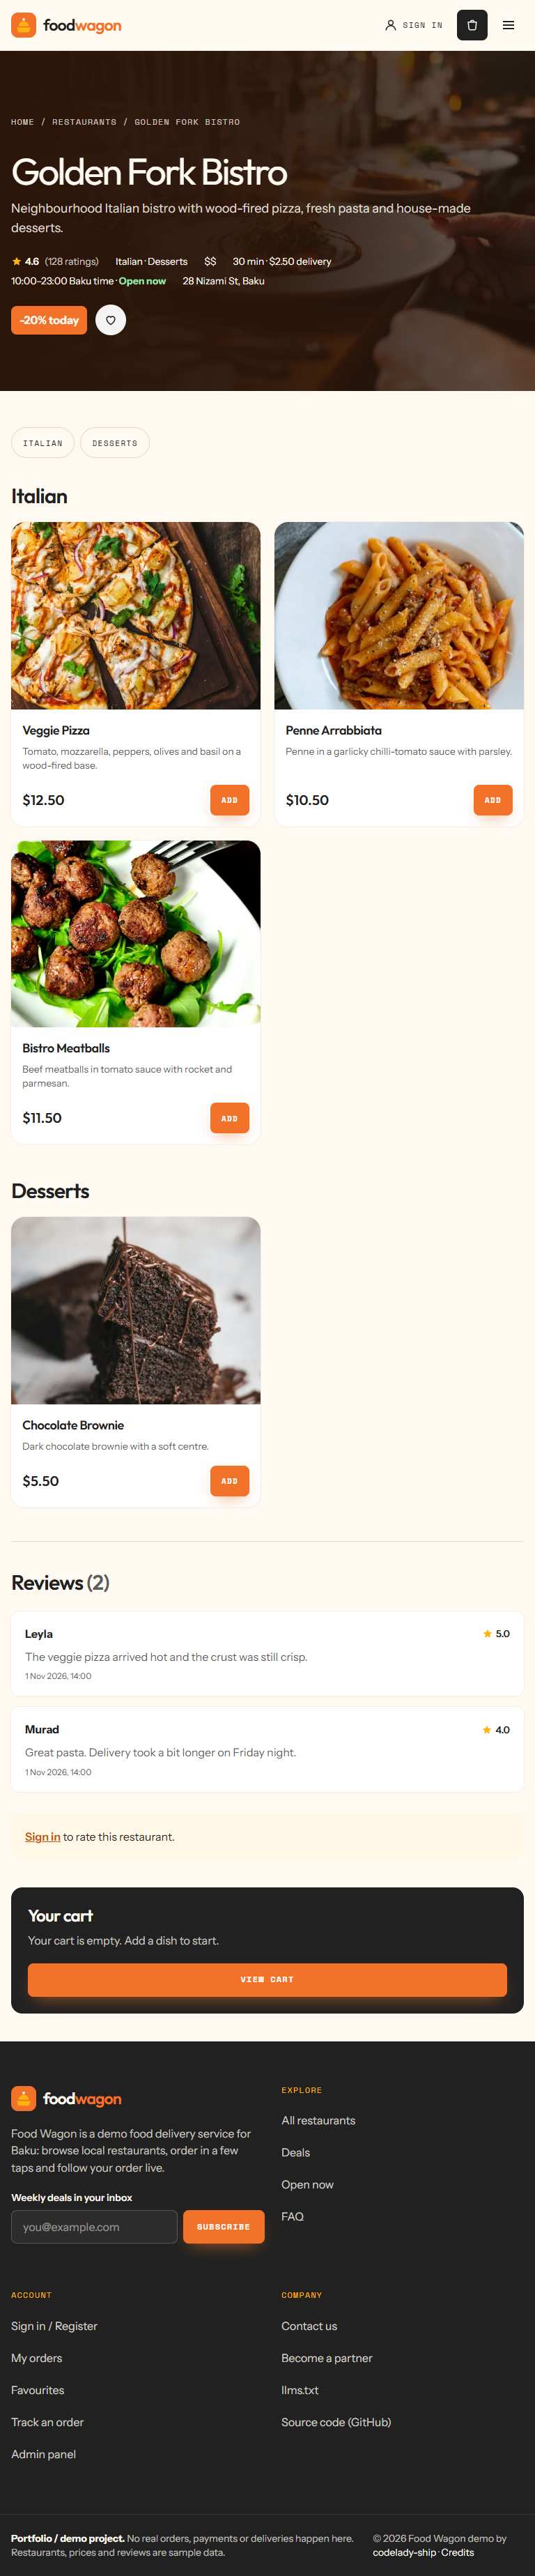 foodwagon
SIGN IN
HOME / RESTAURANTS / GOLDEN FORK BISTRO
Golden Fork Bistro
Neighbourhood Italian bistro with wood-fired pizza, fresh pasta and house-made
desserts.
4.6 (128 ratings) Italian · Desserts $$ 30 min · $2.50 delivery
10:00–23:00 Baku time · Open now 28 Nizami St, Baku
-20% today
ITALIAN
DESSERTS
Italian
Veggie Pizza
Tomato, mozzarella, peppers, olives and basil on a
wood-fired base.
$12.50
ADD
Penne Arrabbiata
Penne in a garlicky chilli-tomato sauce with parsley.
$10.50
ADD
Bistro Meatballs
Beef meatballs in tomato sauce with rocket and
parmesan.
$11.50
ADD
Desserts
Chocolate Brownie
Dark chocolate brownie with a soft centre.
$5.50
ADD
Reviews (2)
Leyla
5.0
The veggie pizza arrived hot and the crust was still crisp.
1 Nov 2026, 14:00
Murad
4.0
Great pasta. Delivery took a bit longer on Friday night.
1 Nov 2026, 14:00
Sign in to rate this restaurant.
Your cart
Your cart is empty. Add a dish to start.
VIEW CART
foodwagon
Food Wagon is a demo food delivery service for
Baku: browse local restaurants, order in a few
taps and follow your order live.
Weekly deals in your inbox
you@example.com
SUBSCRIBE
EXPLORE
All restaurants
Deals
Open now
FAQ
ACCOUNT
Sign in / Register
My orders
Favourites
Track an order
Admin panel
COMPANY
Contact us
Become a partner
llms.txt
Source code (GitHub)
Portfolio / demo project. No real orders, payments or deliveries happen here.
Restaurants, prices and reviews are sample data.
© 2026 Food Wagon demo by
codelady-ship · Credits